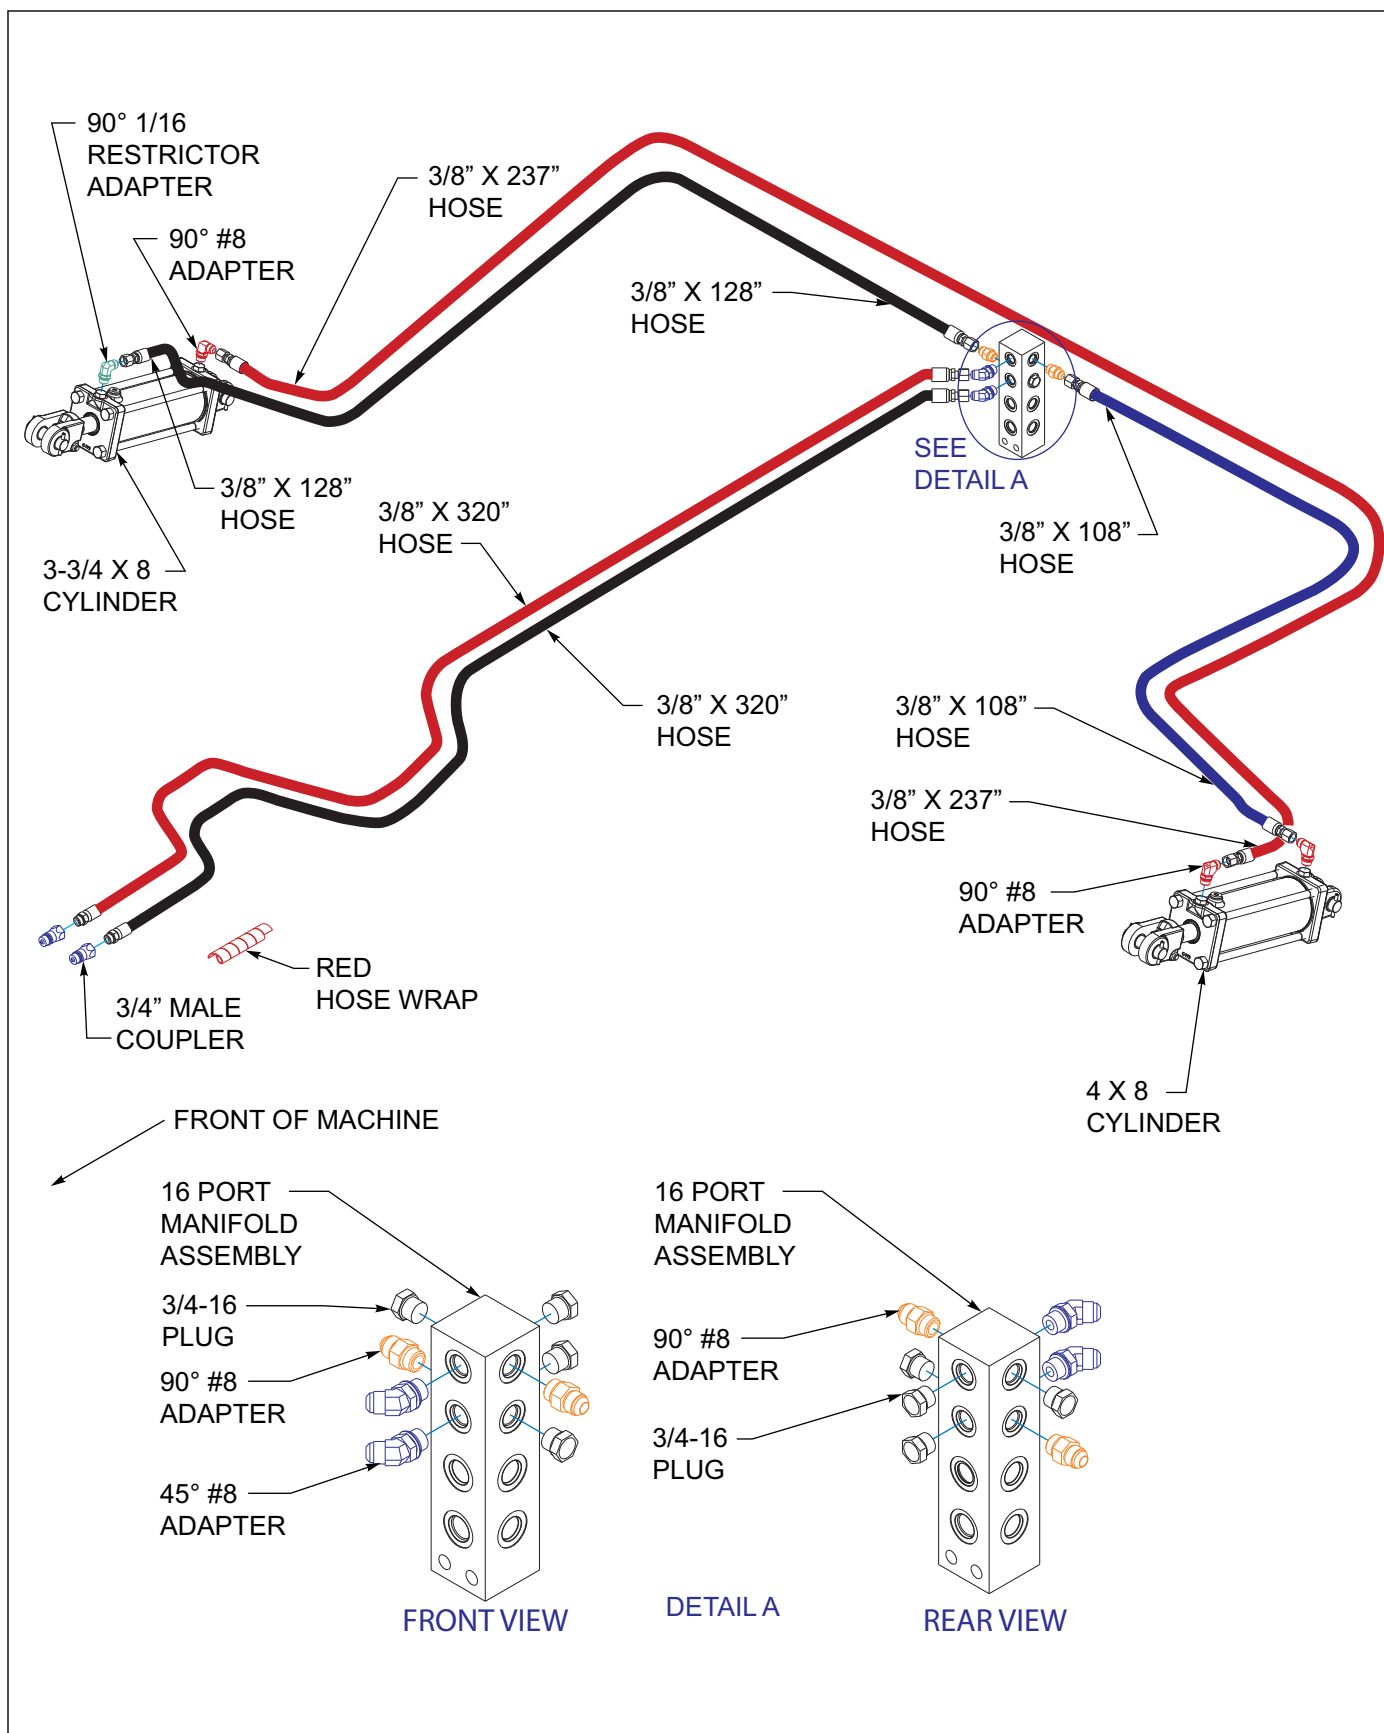 90° 1/16
RESTRICTOR
ADAPTER
3/8” X 237”
HOSE
90° #8
ADAPTER
3/8” X 128”
HOSE
SEE
DETAIL A
3/8” X 128”
HOSE
3/8” X 320”
HOSE
3/8” X 108”
HOSE
3-3/4 X 8
CYLINDER
3/8” X 320”
HOSE
3/8” X 108”
HOSE
3/8” X 237”
HOSE
90° #8
ADAPTER
RED
HOSE WRAP
3/4” MALE
COUPLER
4 X 8
CYLINDER
FRONT OF MACHINE
16 PORT
MANIFOLD
ASSEMBLY
3/4-16
PLUG
90° #8
ADAPTER
45° #8
ADAPTER
FRONT VIEW
DETAIL A
16 PORT
MANIFOLD
ASSEMBLY
90° #8
ADAPTER
3/4-16
PLUG
REAR VIEW